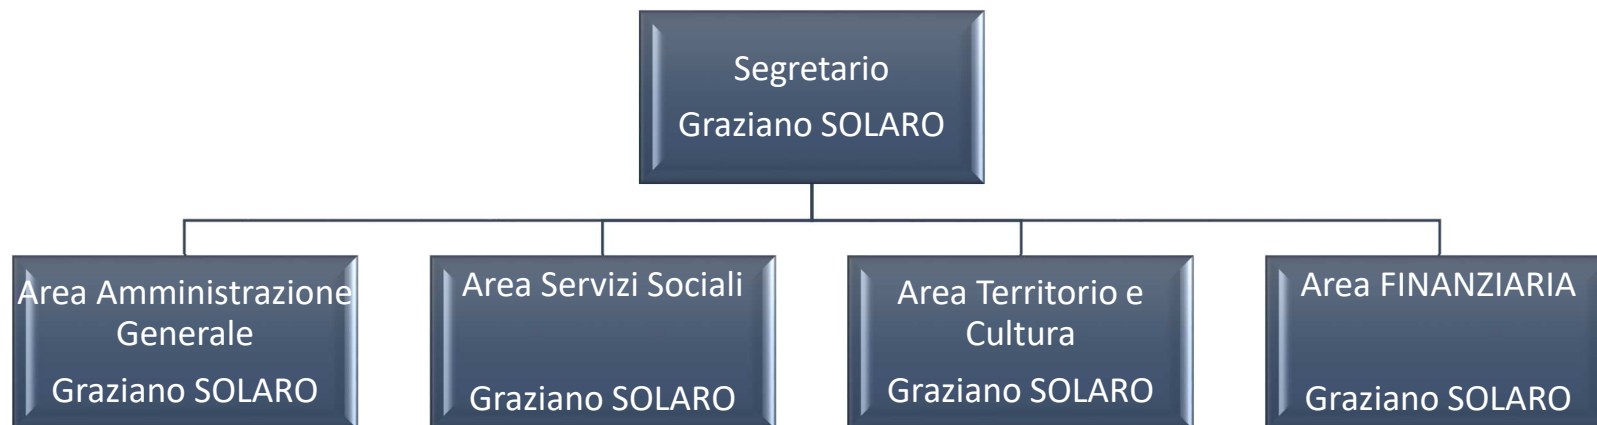 Segretario
Graziano SOLARO
Area Amministrazione
Generale
Graziano SOLARO
Area Servizi Sociali
Graziano SOLARO
Area Territorio e
Cultura
Graziano SOLARO
Area FINANZIARIA
Graziano SOLARO